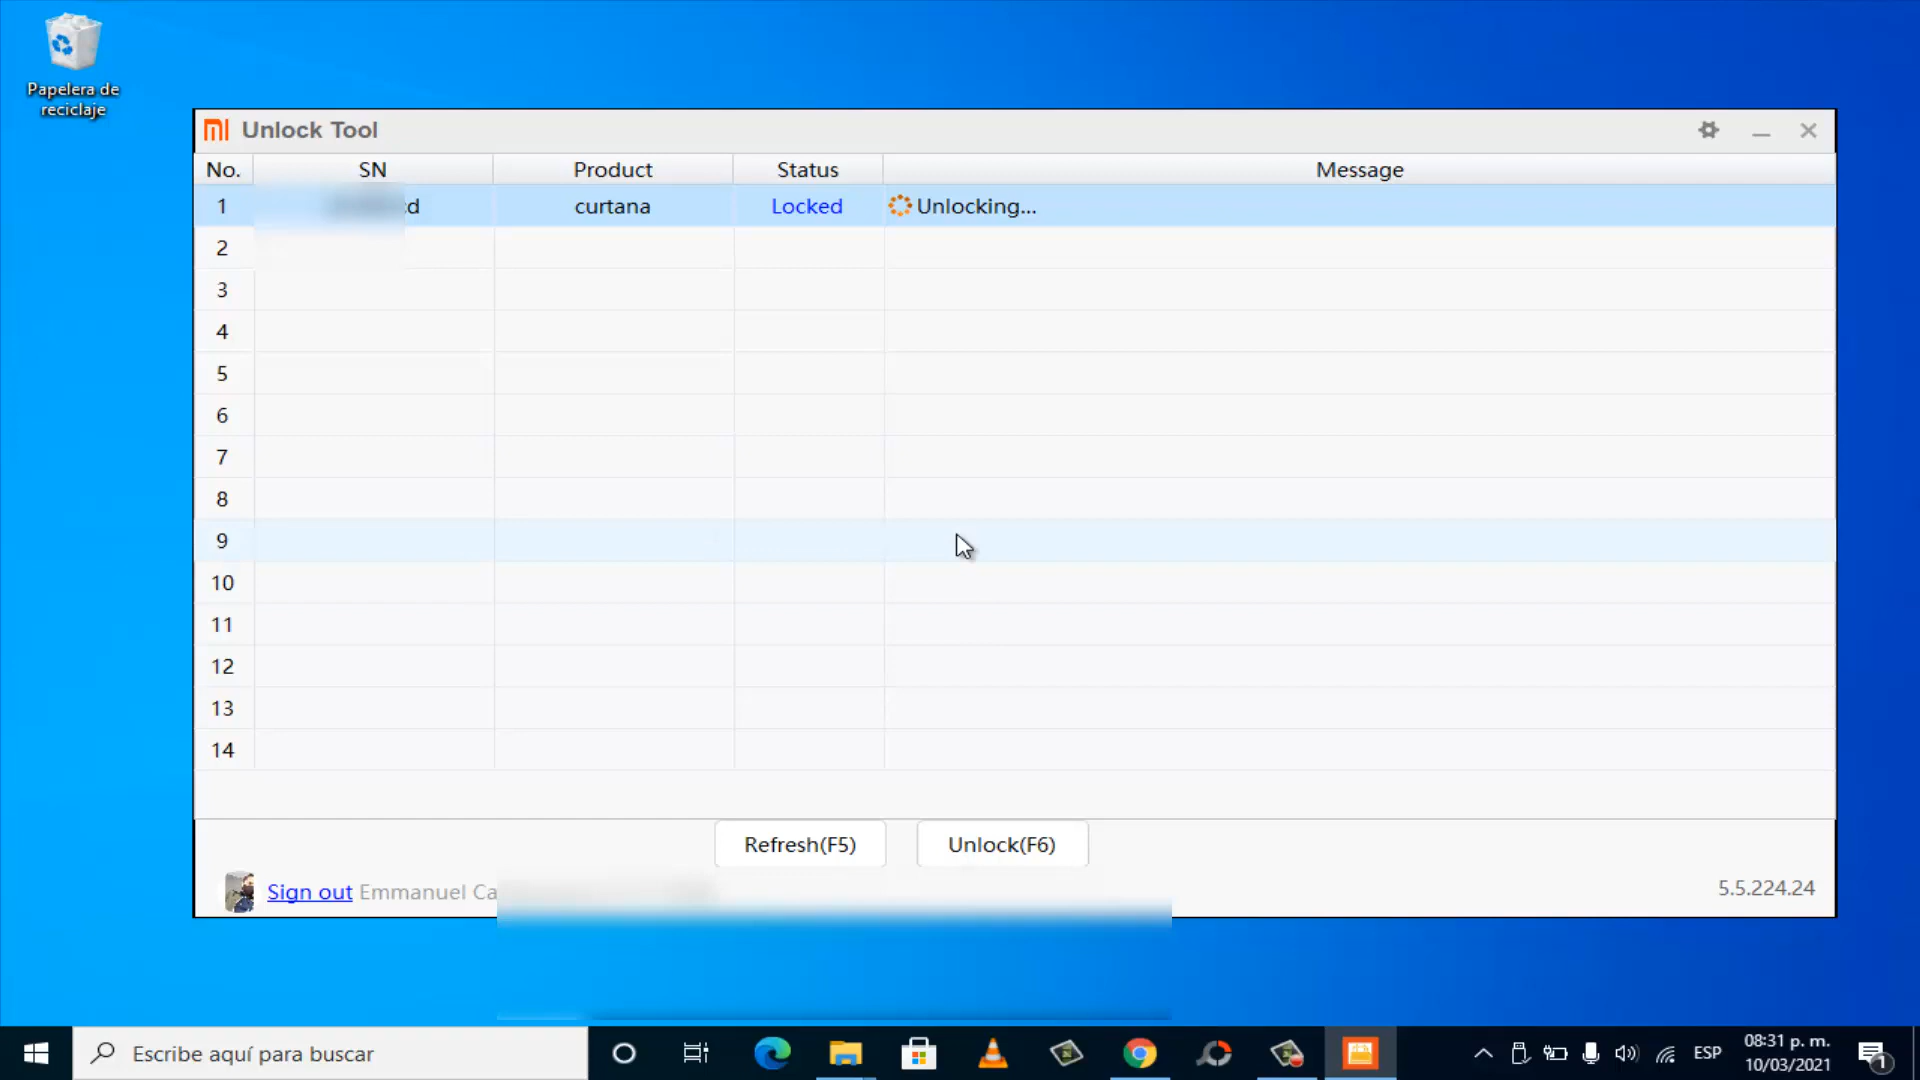 Papelera de
reciclaje
Unlock Tool
No. SN Product Status Message
1 curtana Locked Unlocking...
2
3
4
5
6
7
8
9
10
11
12
13
14
Refresh(F5) Unlock(F6)
Sign out Emmanuel
5.5.224.24
Escribe aquí para buscar
ESP
08:31 p. m.
10/03/2021
1